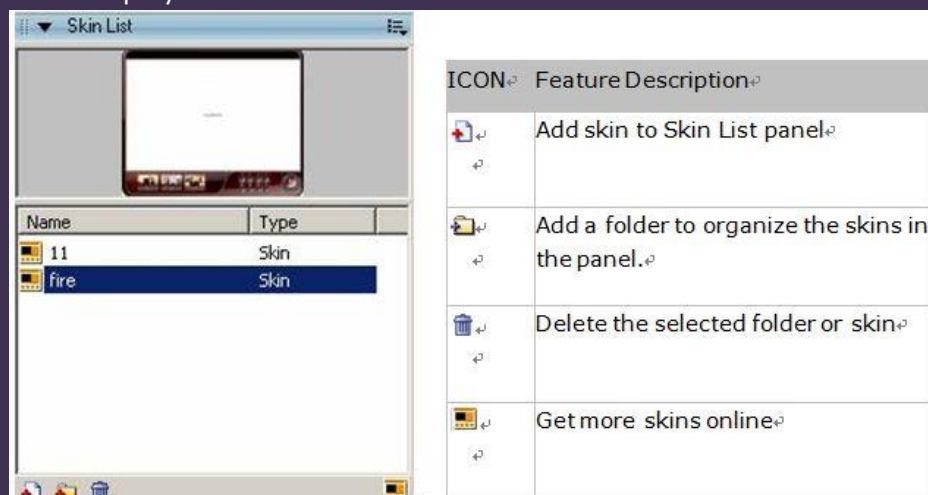 Skin List
Name Type
11 Skin
fire Skin
ICON Feature Description
Add skin to Skin List panel
Add a folder to organize the skins in
the panel.
Delete the selected folder or skin
Get more skins online